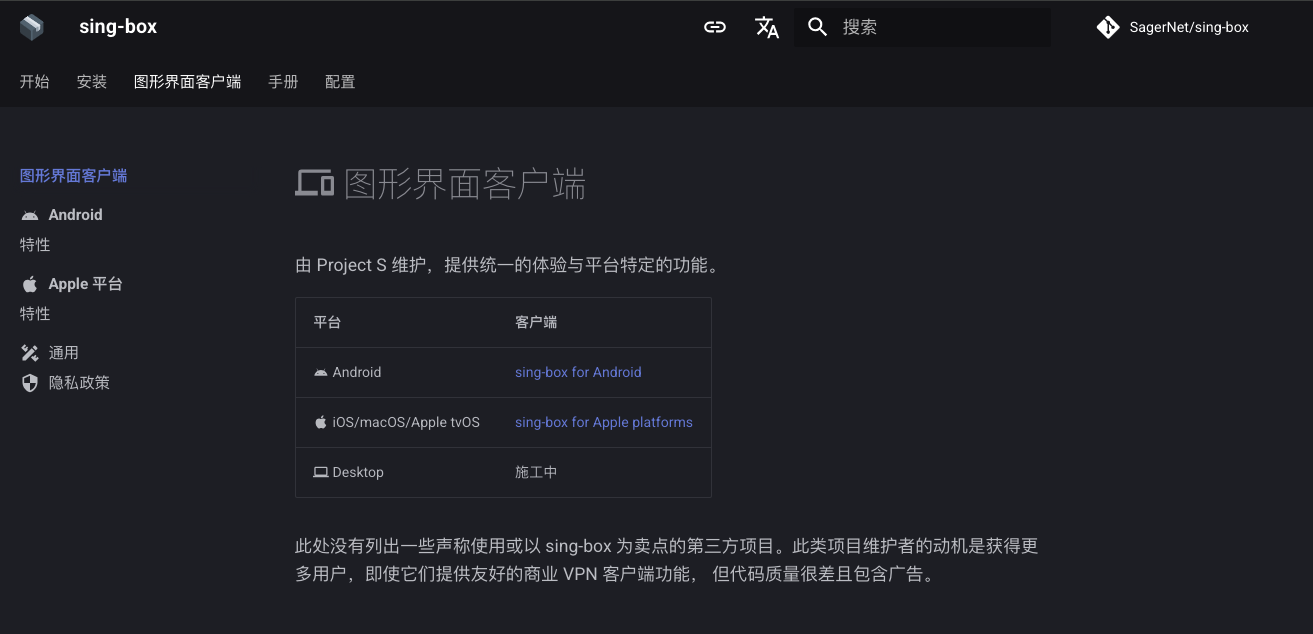 sing-box
搜索
SagerNet/sing-box
开始 安装 图形界面客户端 手册 配置
图形界面客户端
Android
特性
Apple 平台
特性
通用
隐私政策
图形界面客户端
由 Project S 维护，提供统一的体验与平台特定的功能。
平台 客户端
Android sing-box for Android
iOS/macOS/Apple tvOS sing-box for Apple platforms
Desktop 施工中
此处没有列出一些声称使用或以 sing-box 为卖点的第三方项目。此类项目维护者的动机是获得更
多用户，即使它们提供友好的商业 VPN 客户端功能， 但代码质量很差且包含广告。